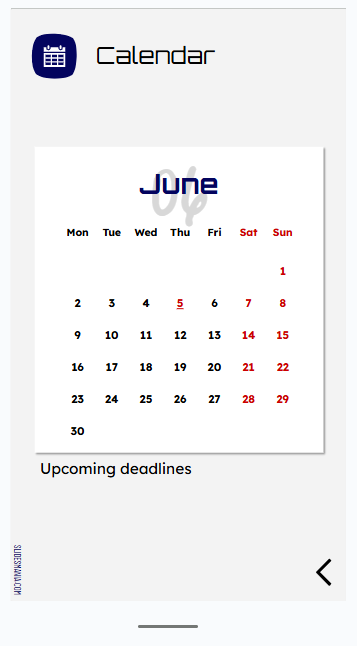 Calendar
06
June
Mon Tue Wed Thu Fri Sat Sun
1
2 3 4 5 6 7 8
9 10 11 12 13 14 15
16 17 18 19 20 21 22
23 24 25 26 27 28 29
30
Upcoming deadlines
SLIDESMANIA.COM